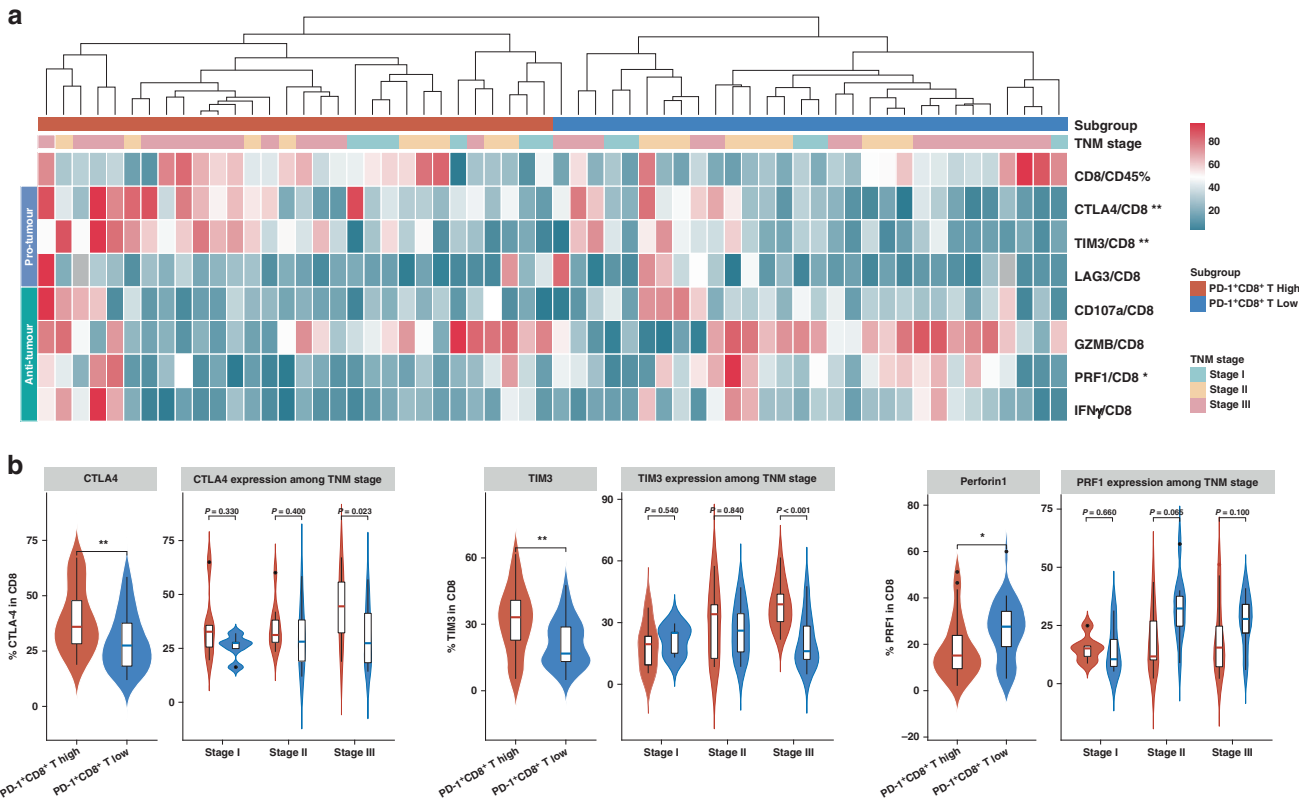 a
Subgroup
TNM stage
CD8/CD45%
CTLA4/CD8 **
TIM3/CD8 **
LAG3/CD8
CD107a/CD8
GZMB/CD8
PRF1/CD8 *
IFNγ/CD8
Pro-tumour
Anti-tumour
80
60
40
20
Subgroup
PD-1+CD8+ T High
PD-1+CD8+ T Low
TNM stage
Stage I
Stage II
Stage III
b
CTLA4
% CTLA-4 in CD8
75
50
25
0
**
PD-1+CD8+ T high
PD-1+CD8+ T low
CTLA4 expression among TNM stage
75
50
25
0
P = 0.330
P = 0.400
P = 0.023
Stage I
Stage II
Stage III
TIM3
% TIM3 in CD8
60
30
0
**
PD-1+CD8+ T high
PD-1+CD8+ T low
TIM3 expression among TNM stage
90
60
30
0
P = 0.540
P = 0.840
P < 0.001
Stage I
Stage II
Stage III
Perforin1
% PRF1 in CD8
80
60
40
20
0
–20
*
PD-1+CD8+ T high
PD-1+CD8+ T low
PRF1 expression among TNM stage
75
50
25
0
P = 0.660
P = 0.065
P = 0.100
Stage I
Stage II
Stage III